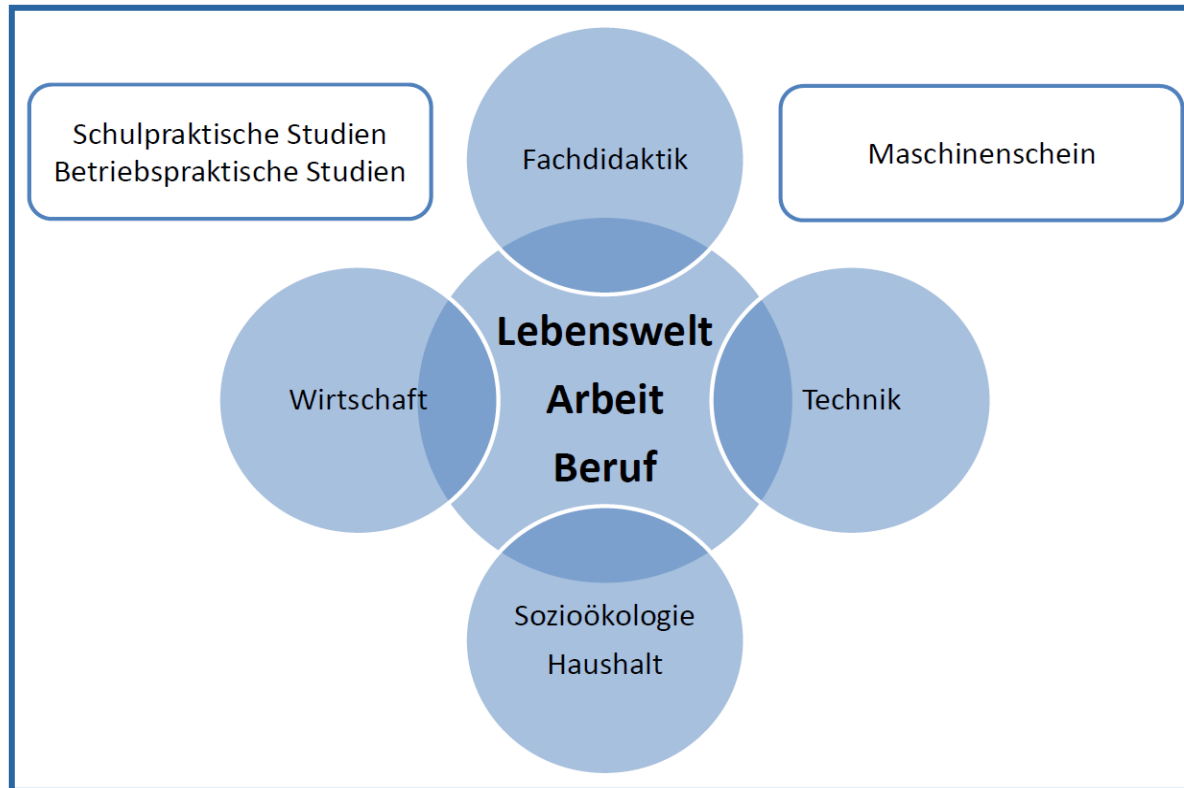 Schulpraktische Studien
Betriebspraktische Studien
Fachdidaktik
Maschinenschein
Lebenswelt
Arbeit
Beruf
Wirtschaft
Technik
Sozioökologie
Haushalt